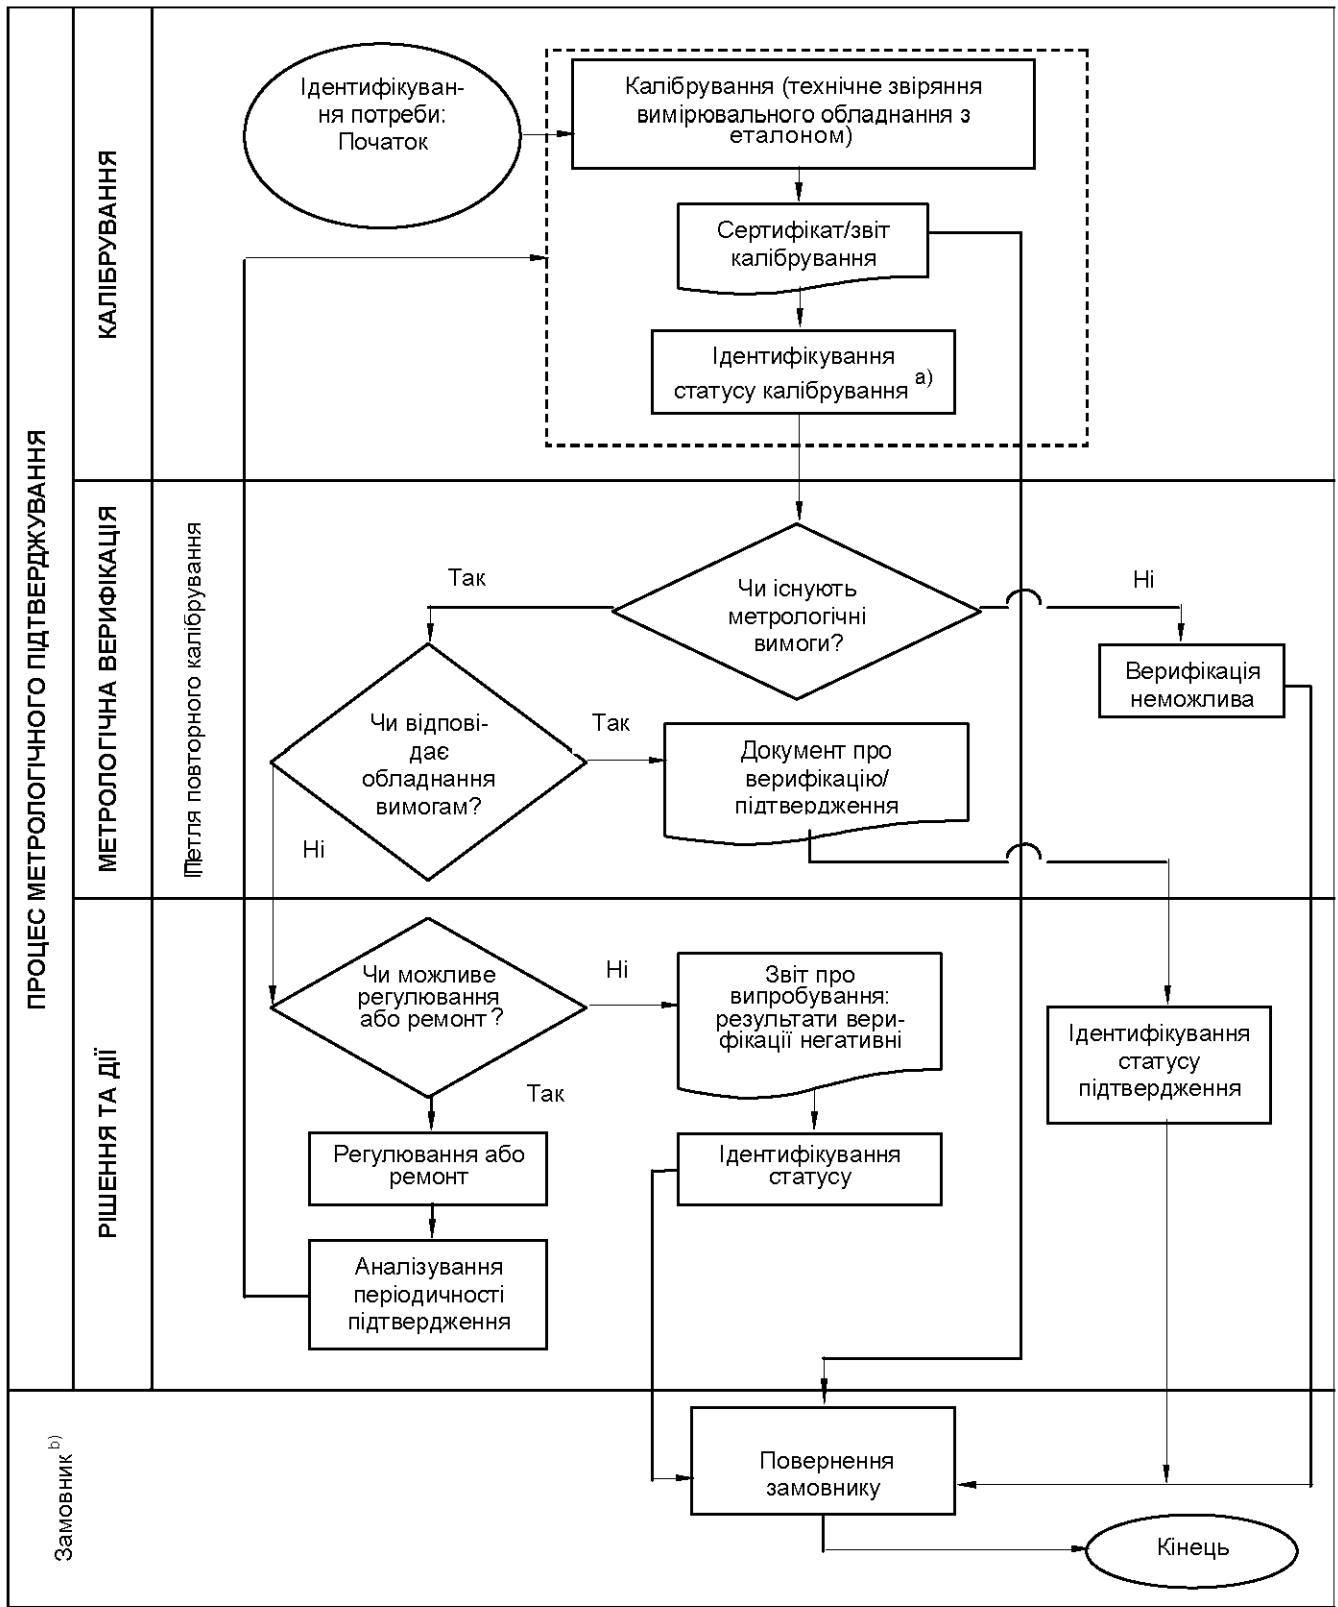 ПРОЦЕС МЕТРОЛОГІЧНОГО ПІДТВЕРДЖУВАННЯ
КАЛІБРУВАННЯ
Ідентифікуван-
ня потреби:
Початок
Калібрування (технічне звіряння
вимірювального обладнання з
еталоном)
Сертифікат/звіт
калібрування
Ідентифікування
статусу калібрування a)
МЕТРОЛОГІЧНА ВЕРИФІКАЦІЯ
Петля повторного калібрування
Чи існують
метрологічні
вимоги?
Так
Ні
Верифікація
неможлива
Чи відпові-
дає
обладнання
вимогам?
Так
Ні
Документ про
верифікацію/
підтвердження
РІШЕННЯ ТА ДІЇ
Чи можливе
регулювання
або ремонт?
Ні
Так
Звіт про
випробування:
результати вери-
фікації негативні
Ідентифікування
статусу
підтвердження
Регулювання або
ремонт
Ідентифікування
статусу
Аналізування
періодичності
підтвердження
Замовник b)
Повернення
замовнику
Кінець